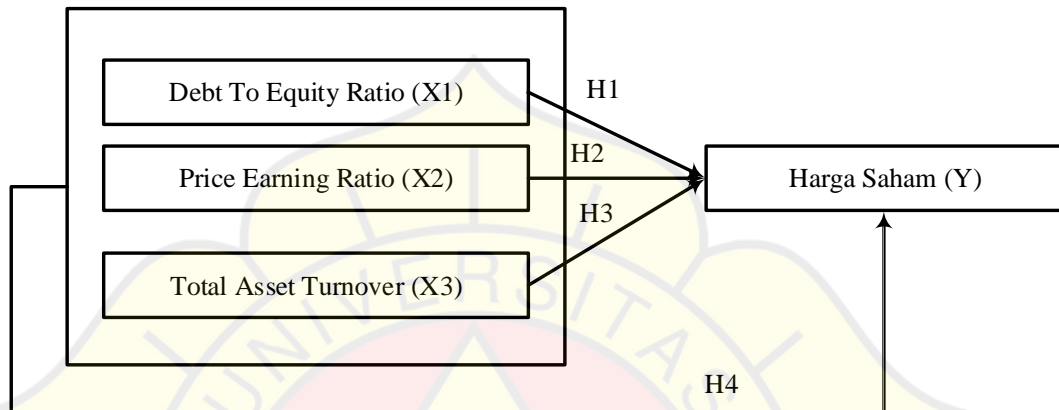 Debt To Equity Ratio (X1)
H1
H2
Price Earning Ratio (X2)
Harga Saham (Y)
H3
Total Asset Turnover (X3)
UNIVERSITAS
H4